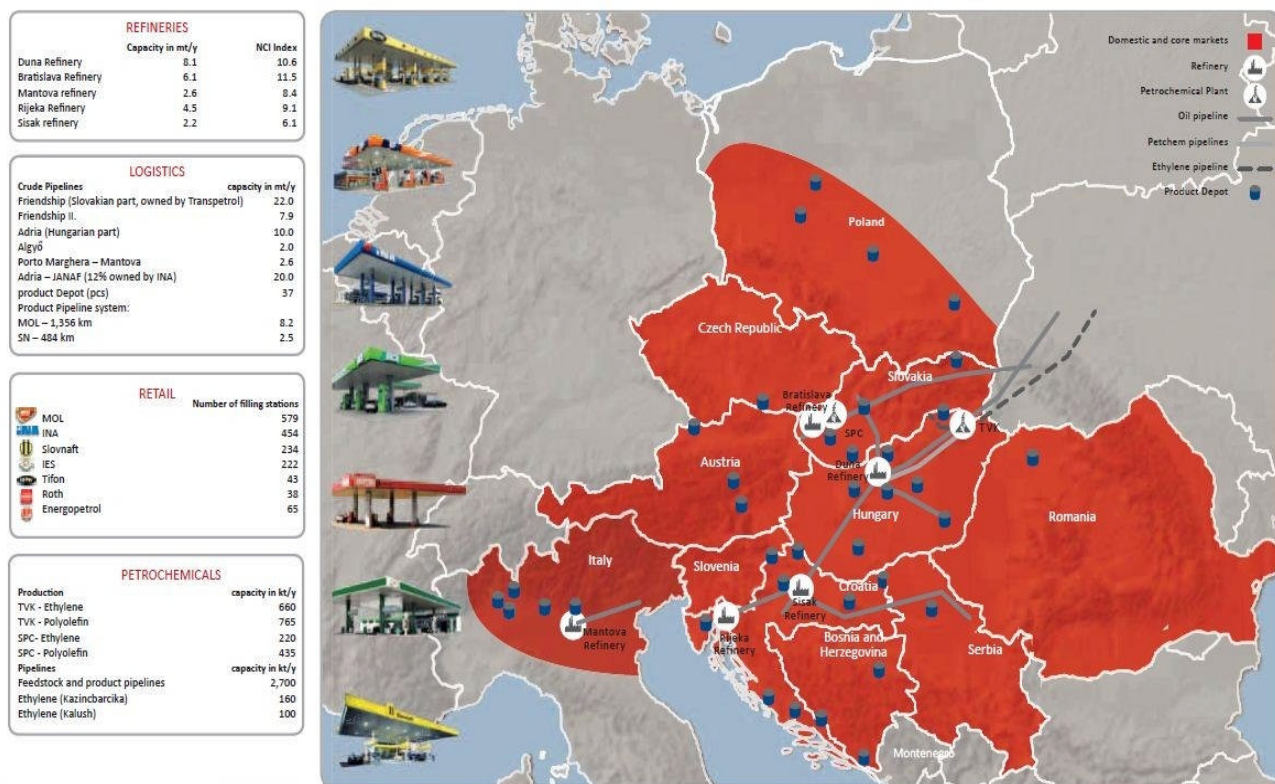 REFINERIES
Capacity in mt/y NCI Index
Duna Refinery 8.1 10.6
Bratislava Refinery 6.1 11.5
Mantova refinery 2.6 8.4
Rijeka Refinery 4.5 9.1
Sisak refinery 2.2 6.1
LOGISTICS
Crude Pipelines capacity in mt/y
Friendship (Slovakian part, owned by Transpetrol) 22.0
Friendship II. 7.9
Adria (Hungarian part) 10.0
Algyő 2.0
Porto Marghera – Mantova 2.6
Adria – JANAF (12% owned by INA) 20.0
product Depot (pcs) 37
Product Pipeline system:
MOL – 1,356 km 8.2
SN – 484 km 2.5
RETAIL
Number of filling stations
MOL 579
INA INA 454
Slovnaft 234
IES 222
Tifon 43
Roth 38
Energopetrol 65
PETROCHEMICALS
Production capacity in kt/y
TVK - Ethylene 660
TVK - Polyolefin 765
SPC- Ethylene 220
SPC - Polyolefin 435
Pipelines capacity in kt/y
Feedstock and product pipelines 2,700
Ethylene (Kazincbarcika) 160
Ethylene (Kalush) 100
INA
Domestic and core markets
Refinery
Petrochemical Plant
Oil pipeline
Petchem pipelines
Ethylene pipeline
Product Depot
Poland
Czech Republic
Slovakia
Bratislava
Refinery
SPC
TVK
Duna
Refinery
Austria
Hungary
Romania
Italy
Slovenia
Croatia
Sisak
Refinery
Mantova
Refinery
Rijeka
Refinery
Bosnia and
Herzegovina
Serbia
Montenegro